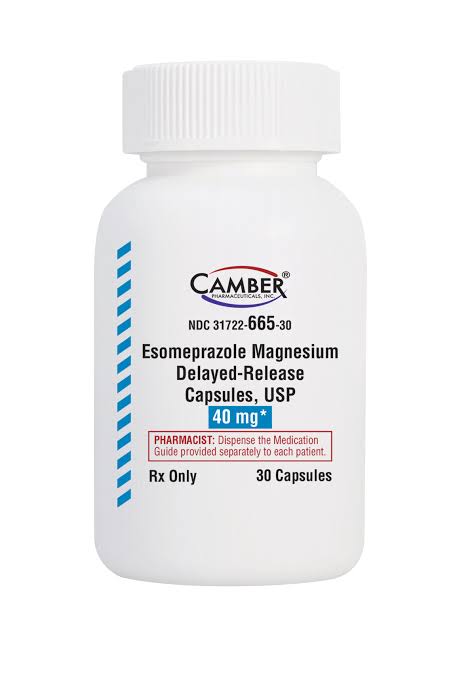 CAMBER®
PHARMACEUTICALS, INC.
NDC 31722-665-30
Esomeprazole Magnesium
Delayed-Release
Capsules, USP
40 mg*
PHARMACIST: Dispense the Medication
Guide provided separately to each patient.
Rx Only 30 Capsules